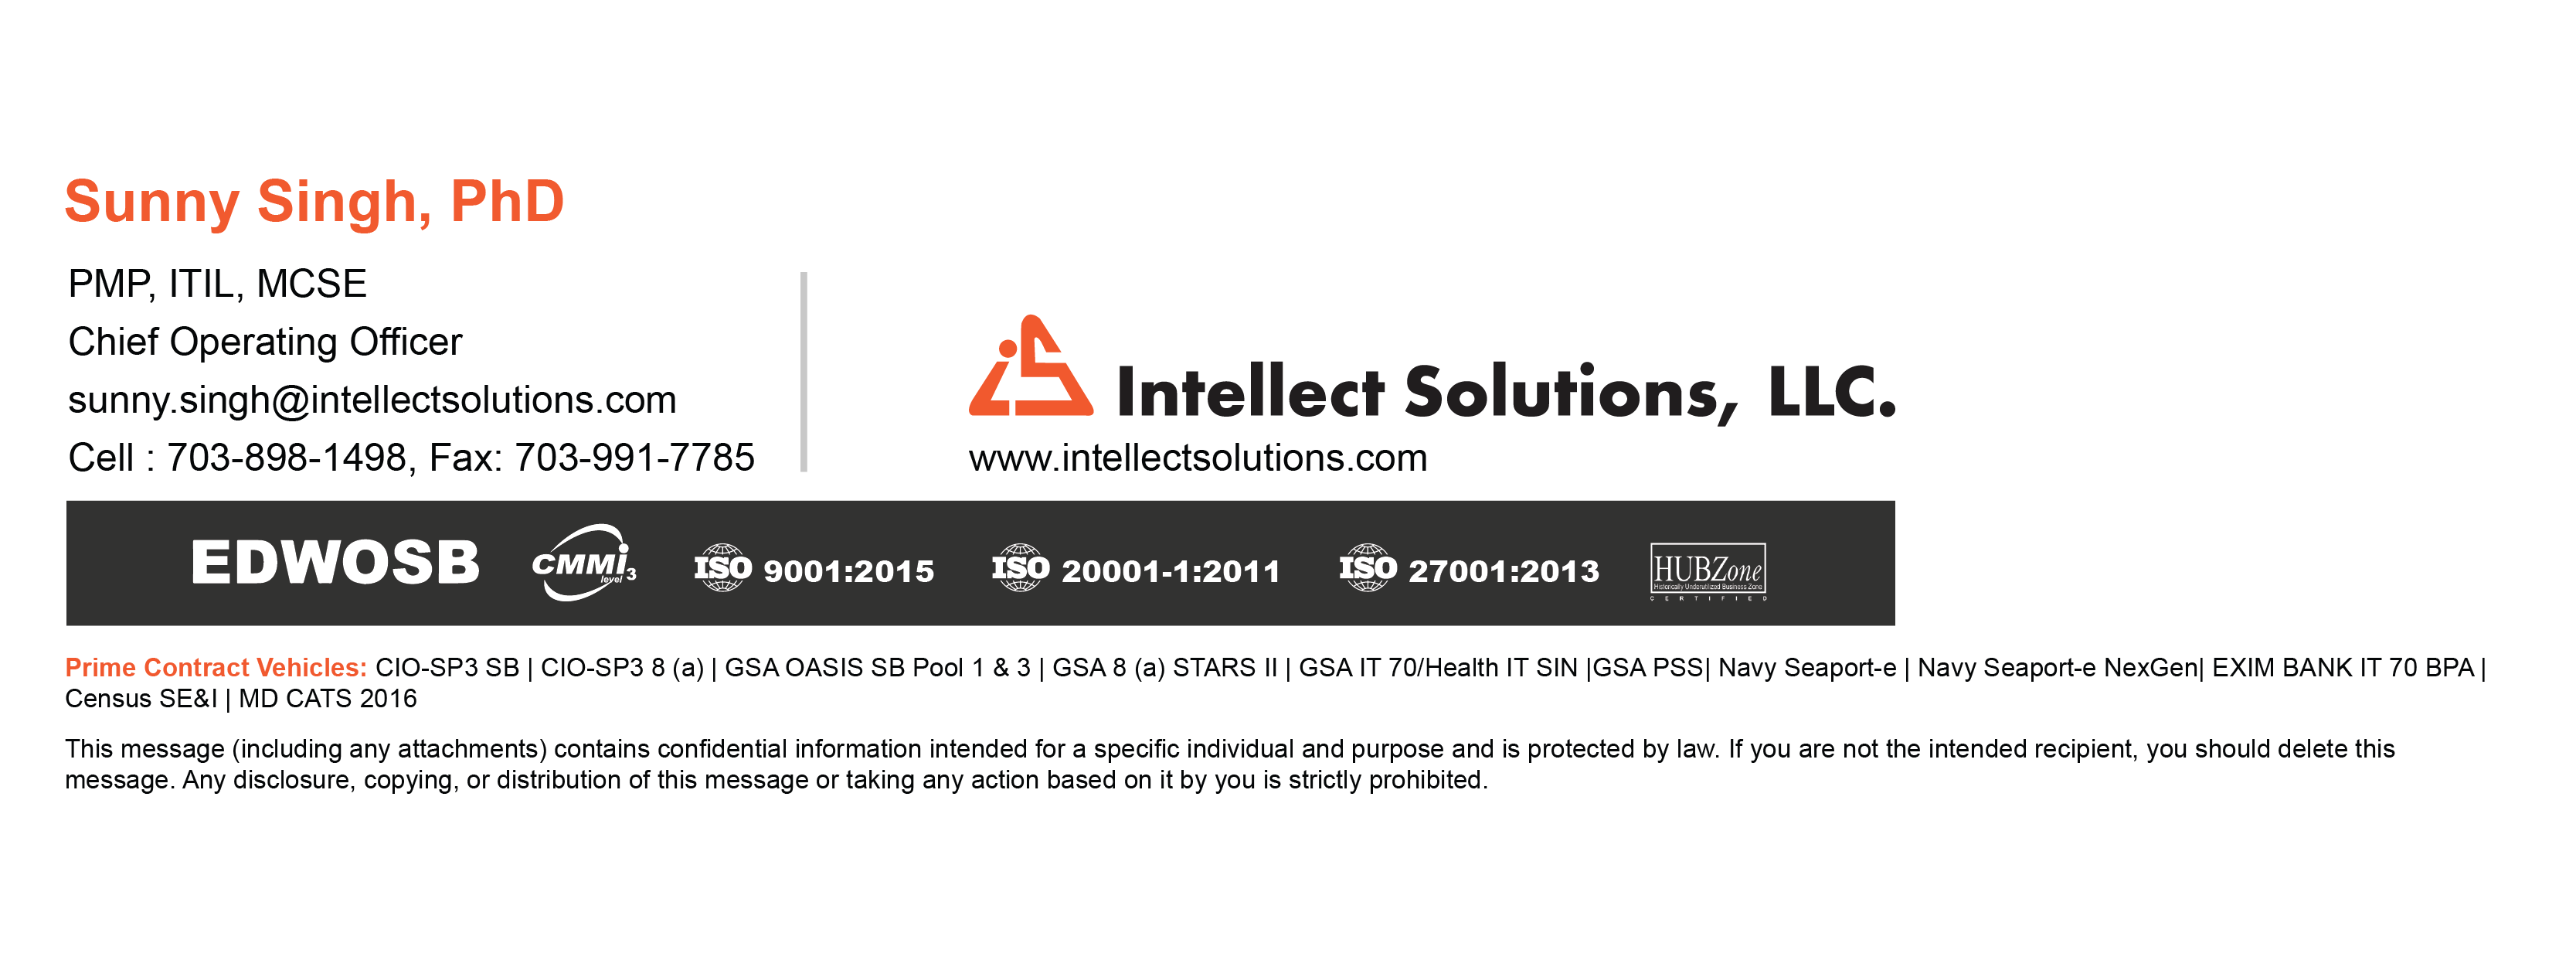 Sunny Singh, PhD
PMP, ITIL, MCSE
Chief Operating Officer
sunny.singh@intellectsolutions.com
Cell : 703-898-1498, Fax: 703-991-7785
is Intellect Solutions, LLC.
www.intellectsolutions.com
EDWOSB CMMi level 3 ISO 9001:2015 ISO 20001-1:2011 ISO 27001:2013 HUBZone
Historically Underutilized Business Zone
CERTIFIED
Prime Contract Vehicles: CIO-SP3 SB | CIO-SP3 8 (a) | GSA OASIS SB Pool 1 & 3 | GSA 8 (a) STARS II | GSA IT 70/Health IT SIN |GSA PSS| Navy Seaport-e | Navy Seaport-e NexGen| EXIM BANK IT 70 BPA |
Census SE&I | MD CATS 2016
This message (including any attachments) contains confidential information intended for a specific individual and purpose and is protected by law. If you are not the intended recipient, you should delete this
message. Any disclosure, copying, or distribution of this message or taking any action based on it by you is strictly prohibited.